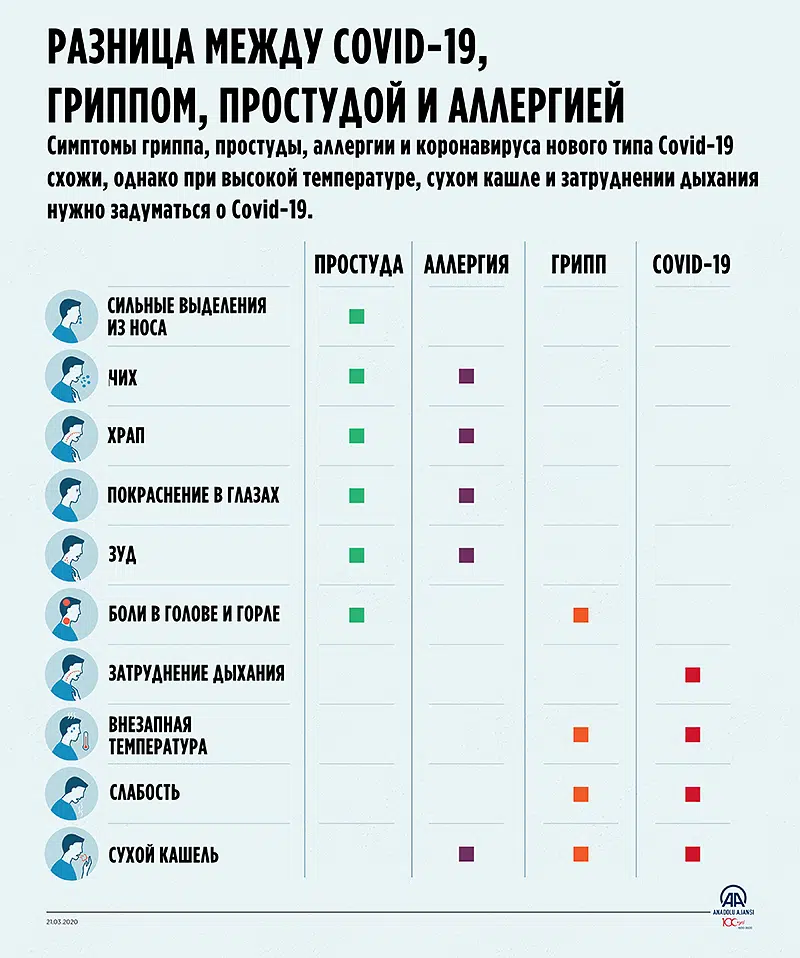 РАЗНИЦА МЕЖДУ COVID-19,
ГРИППОМ, ПРОСТУДОЙ И АЛЛЕРГИЕЙ
Симптомы гриппа, простуды, аллергии и коронавируса нового типа Covid-19
схожи, однако при высокой температуре, сухом кашле и затруднении дыхания
нужно задуматься о Covid-19.
ПРОСТУДА АЛЛЕРГИЯ ГРИПП COVID-19
СИЛЬНЫЕ ВЫДЕЛЕНИЯ
ИЗ НОСА
ЧИХ
ХРАП
ПОКРАСНЕНИЕ В ГЛАЗАХ
ЗУД
БОЛИ В ГОЛОВЕ И ГОРЛЕ
ЗАТРУДНЕНИЕ ДЫХАНИЯ
ВНЕЗАПНАЯ
ТЕМПЕРАТУРА
СЛАБОСТЬ
СУХОЙ КАШЕЛЬ
AA
ANADOLU AJANSI
21.03.2020
100